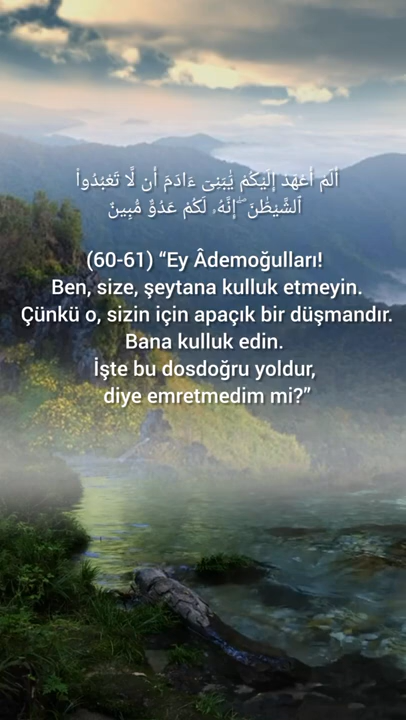 أَلَمْ أَعْهَدْ إِلَيْكُمْ يَٰبَنِىٓ ءَادَمَ أَن لَّا تَعْبُدُوا۟
ٱلشَّيْطَٰنَ ۖ إِنَّهُۥ لَكُمْ عَدُوٌّ مُّبِينٌ
(60-61) “Ey Âdemoğulları!
Ben, size, şeytana kulluk etmeyin.
Çünkü o, sizin için apaçık bir düşmandır.
Bana kulluk edin.
İşte bu dosdoğru yoldur,
diye emretmedim mi?”